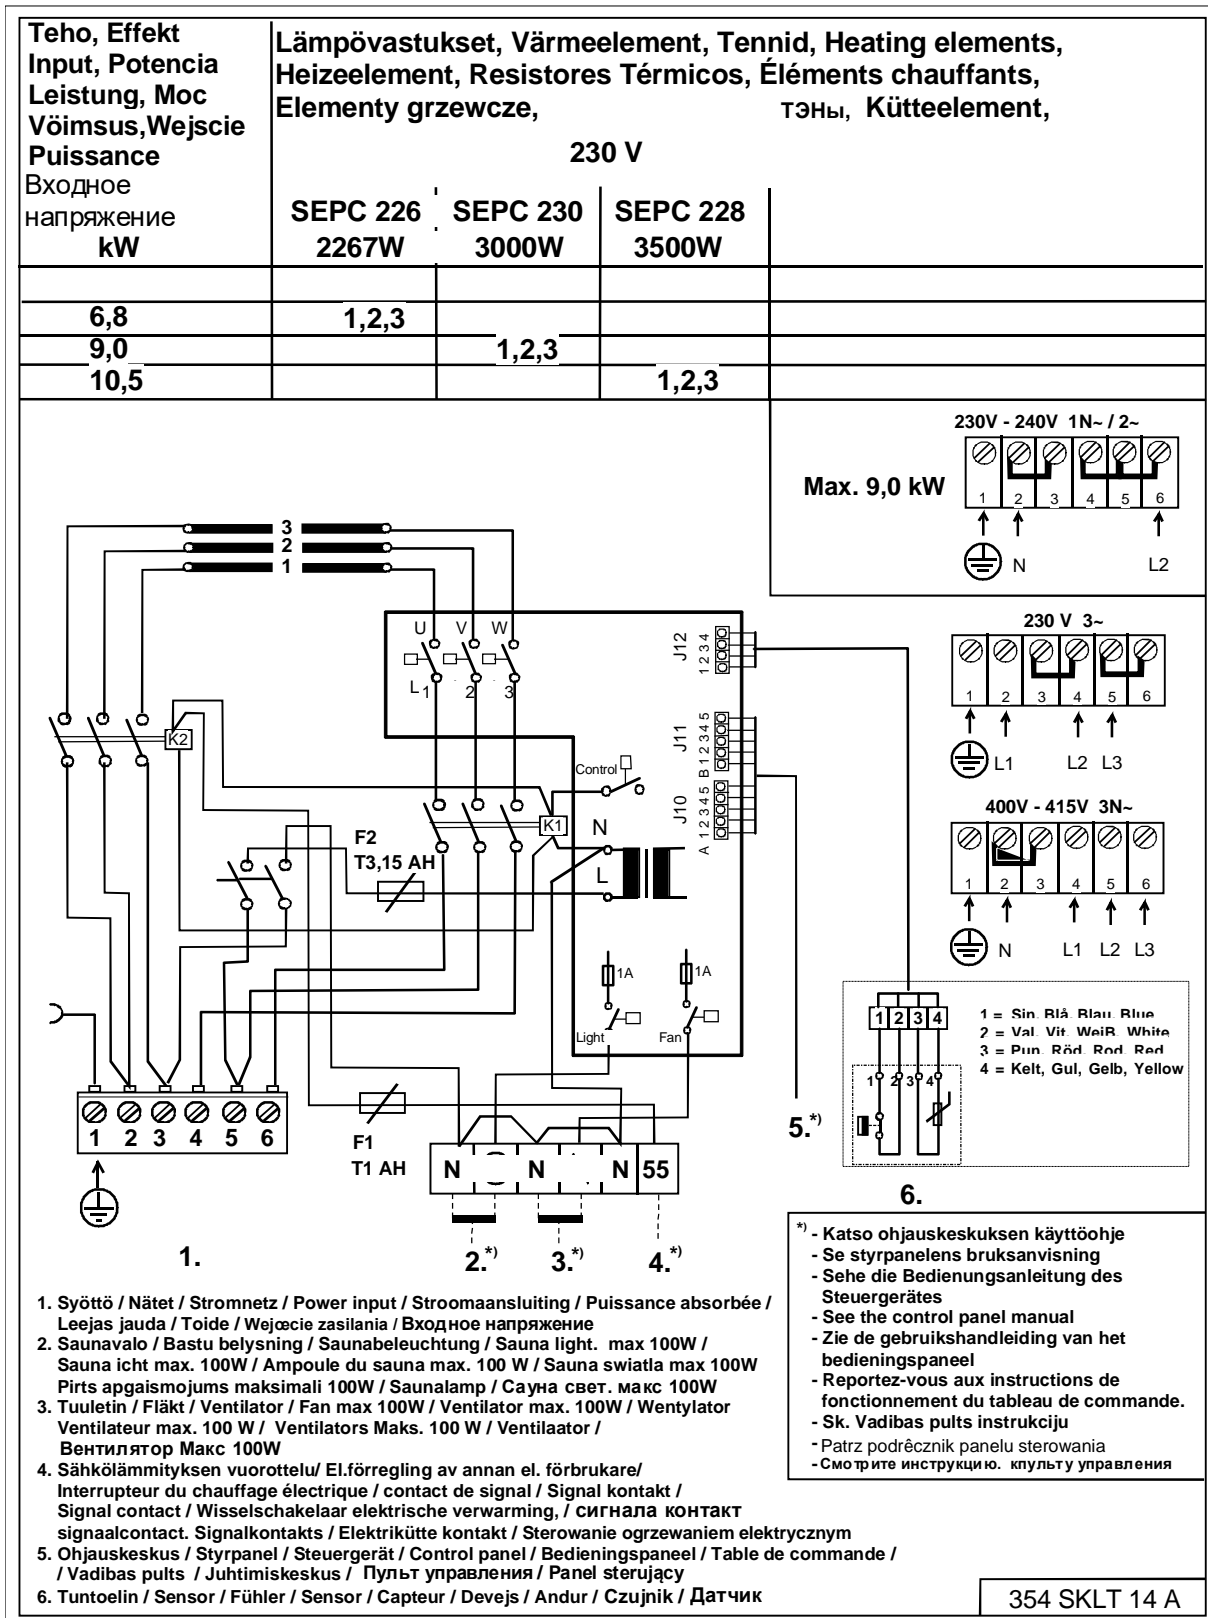 Teho, Effekt
Input, Potencia
Leistung, Moc
Vöimsus,Wejscie
Puissance
Входное
напряжение
kW
Lämpövastukset, Värmeelement, Tennid, Heating elements,
Heizeelement, Resistores Térmicos, Éléments chauffants,
Elementy grzewcze, ТЭНы, Kütteelement,
230 V
SEPC 226 SEPC 230 SEPC 228
2267W 3000W 3500W
6,8 1,2,3
9,0 1,2,3
10,5 1,2,3
230V - 240V 1N~ / 2~
Max. 9,0 kW
1 2 3 4 5 6
N L2
3
2
1
U V W
L1 2 3
K2
J12
1 2 3 4
J11
B 1 2 3 4 5
J10
A 1 2 3 4 5
Control
K1
N
L
F2
T3,15 AH
1A 1A
Light Fan
230 V 3~
1 2 3 4 5 6
L1 L2 L3
400V - 415V 3N~
1 2 3 4 5 6
N L1 L2 L3
1 2 3 4
1 2 3 4
1 = Sin, Blå, Blau, Blue
2 = Val, Vit, WeiB, White
3 = Pun, Röd, Rod, Red
4 = Kelt, Gul, Gelb, Yellow
6.
5.*)
1 2 3 4 5 6
F1
T1 AH
N N N 55
1.
2.*) 3.*) 4.*)
*) - Katso ohjauskeskuksen käyttöohje
- Se styrpanelens bruksanvisning
- Sehe die Bedienungsanleitung des
Steuergerätes
- See the control panel manual
- Zie de gebruikshandleiding van het
bedieningspaneel
- Reportez-vous aux instructions de
fonctionnement du tableau de commande.
- Sk. Vadibas pults instrukciju
- Patrz podrêcznik panelu sterowania
- Смотрите инструкцию. кпульту управления
1. Syöttö / Nätet / Stromnetz / Power input / Stroomaansluiting / Puissance absorbée /
Leejas jauda / Toide / Wejœcie zasilania / Входное напряжение
2. Saunavalo / Bastu belysning / Saunabeleuchtung / Sauna light. max 100W /
Sauna icht max. 100W / Ampoule du sauna max. 100 W / Sauna swiatla max 100W
Pirts apgaismojums maksimali 100W / Saunalamp / Сауна свет. макс 100W
3. Tuuletin / Fläkt / Ventilator / Fan max 100W / Ventilator max. 100W / Wentylator
Ventilateur max. 100 W / Ventilators Maks. 100 W / Ventilaator /
Вентилятор Макс 100W
4. Sähkölämmityksen vuorottelu/ El.förregling av annan el. förbrukare/
Interrupteur du chauffage électrique / contact de signal / Signal kontakt /
Signal contact / Wisselschakelaar elektrische verwarming, / сигнала контакт
signaalcontact. Signalkontakts / Elektrikütte kontakt / Sterowanie ogrzewaniem elektrycznym
5. Ohjauskeskus / Styrpanel / Steuergerät / Control panel / Bedieningspaneel / Table de commande /
/ Vadibas pults / Juhtimiskeskus / Пульт управления / Panel sterujący
6. Tuntoelin / Sensor / Fühler / Sensor / Capteur / Devejs / Andur / Czujnik / Датчик
354 SKLT 14 A